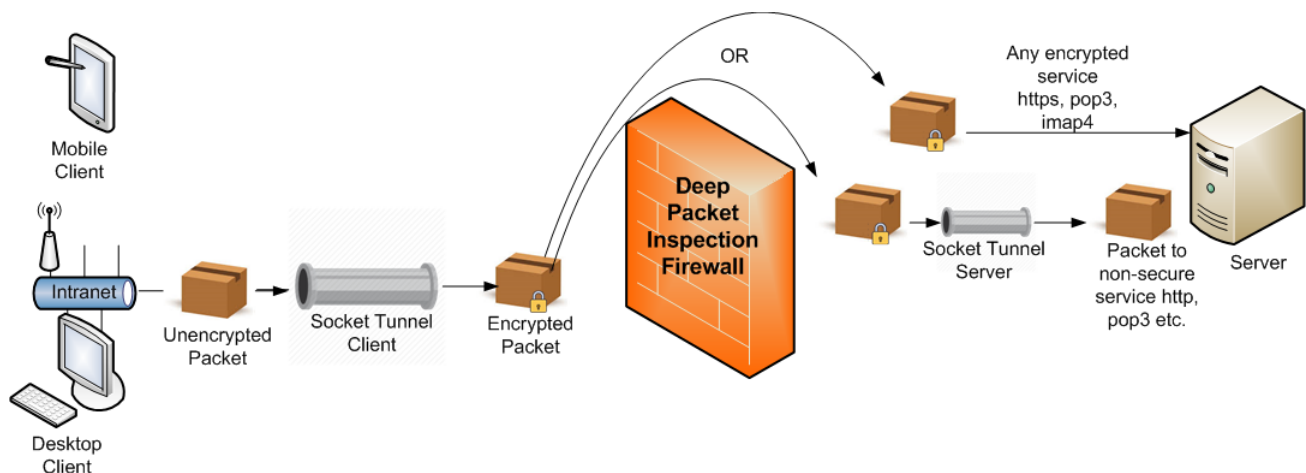 Mobile
Client
Intranet
Desktop
Client
Unencrypted
Packet
Socket Tunnel
Client
Encrypted
Packet
Deep
Packet
Inspection
Firewall
OR
Any encrypted
service
https, pop3,
imap4
Socket Tunnel
Server
Packet to
non-secure
service http,
pop3 etc.
Server